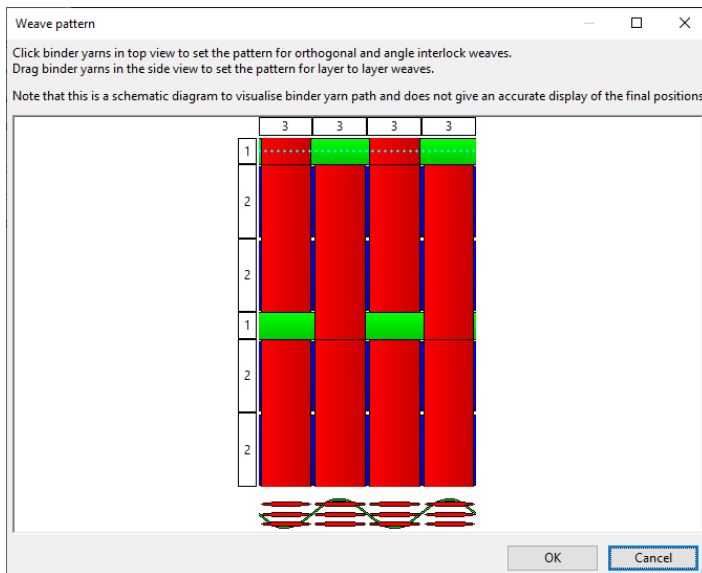 Weave pattern
Click binder yarns in top view to set the pattern for orthogonal and angle interlock weaves.
Drag binder yarns in the side view to set the pattern for layer to layer weaves.
Note that this is a schematic diagram to visualise binder yarn path and does not give an accurate display of the final positions
3 3 3 3
1
2
2
1
2
2
OK Cancel